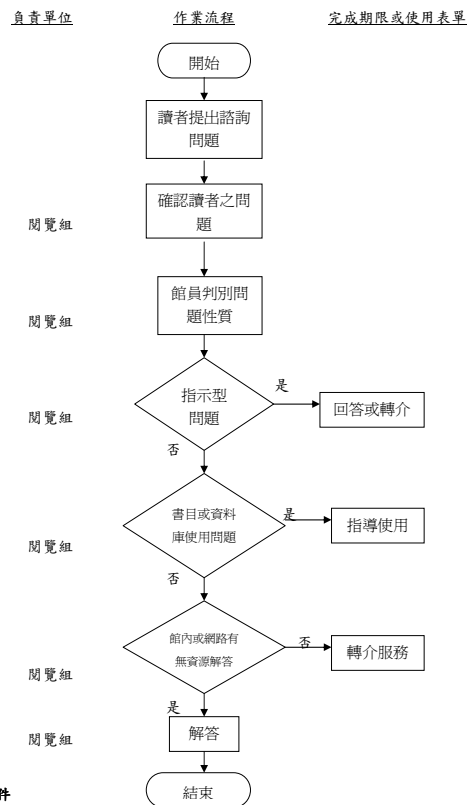 負責單位 作業流程 完成期限或使用表單
開始
讀者提出諮詢
問題
確認讀者之問
題
閱覽組
館員判別問
題性質
閱覽組
是
指示型
問題
回答或轉介
閱覽組
否
書目或資料
庫使用問題
是
指導使用
閱覽組
否
館內或網路有
無資源解答
否
轉介服務
閱覽組
是
解答
閱覽組
結束
件